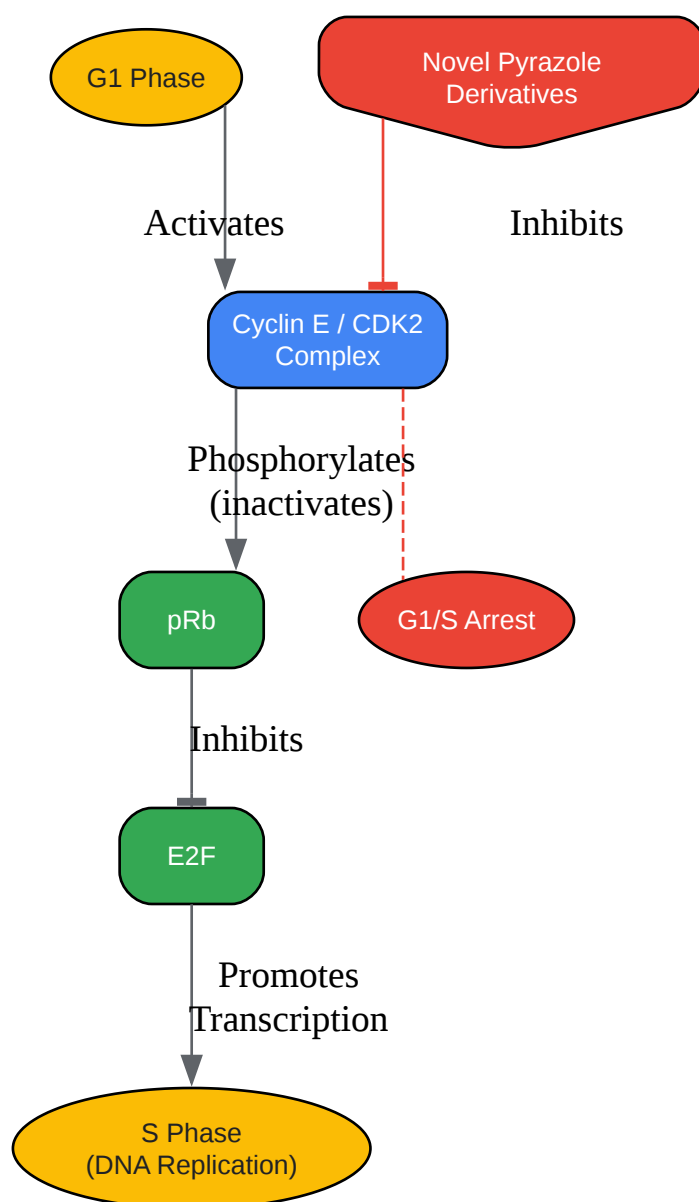 G1 Phase
Novel Pyrazole
Derivatives
Activates
Inhibits
Cyclin E / CDK2
Complex
Phosphorylates
(inactivates)
pRb
G1/S Arrest
Inhibits
E2F
Promotes
Transcription
S Phase
(DNA Replication)